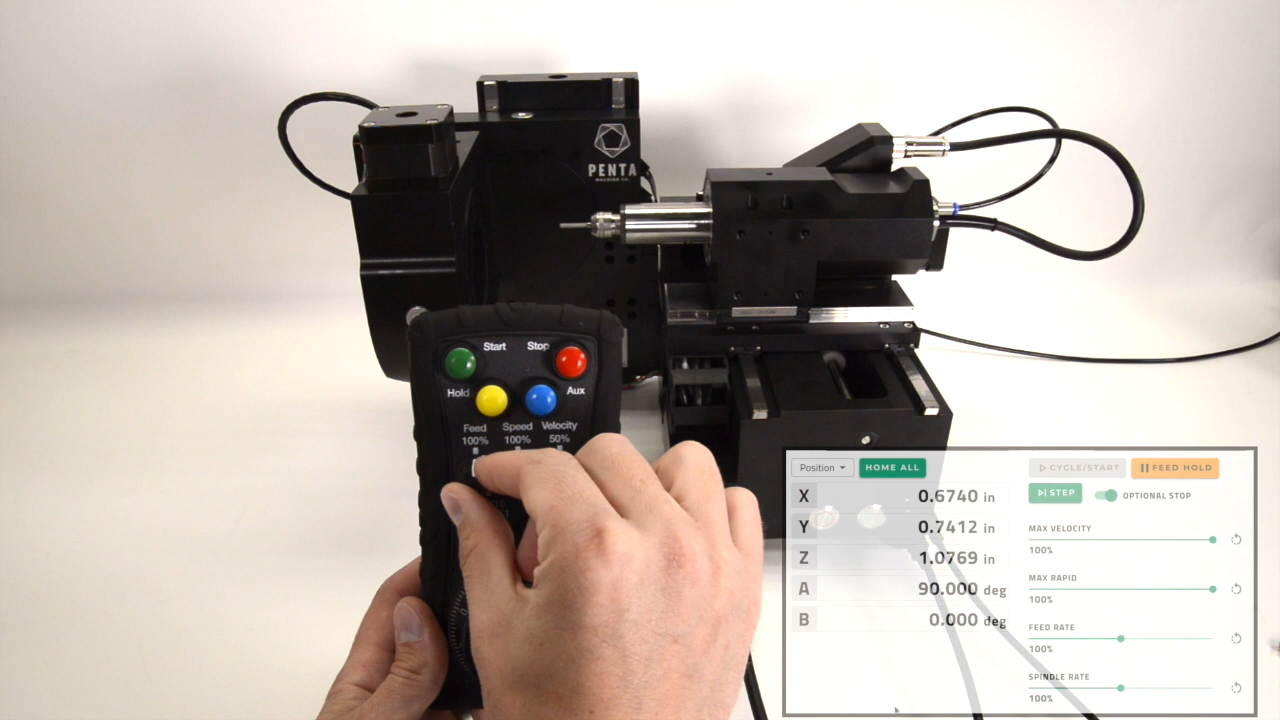 PENTA
MACHINE CO.
Start Stop
Hold Aux
Feed Speed Velocity
100% 100% 50%
Position HOME ALL
X 0.6740 in
Y 0.7412 in
Z 1.0769 in
A 90.000 deg
B 0.000 deg
CYCLE/START FEED HOLD
STEP OPTIONAL STOP
MAX VELOCITY
100%
MAX RAPID
100%
FEED RATE
100%
SPINDLE RATE
100%